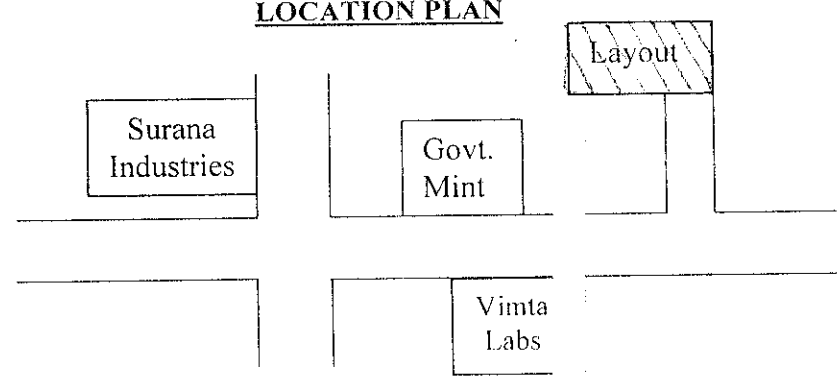 LOCATION PLAN
Layout
Surana
Industries
Govt.
Mint
Vimta
Labs